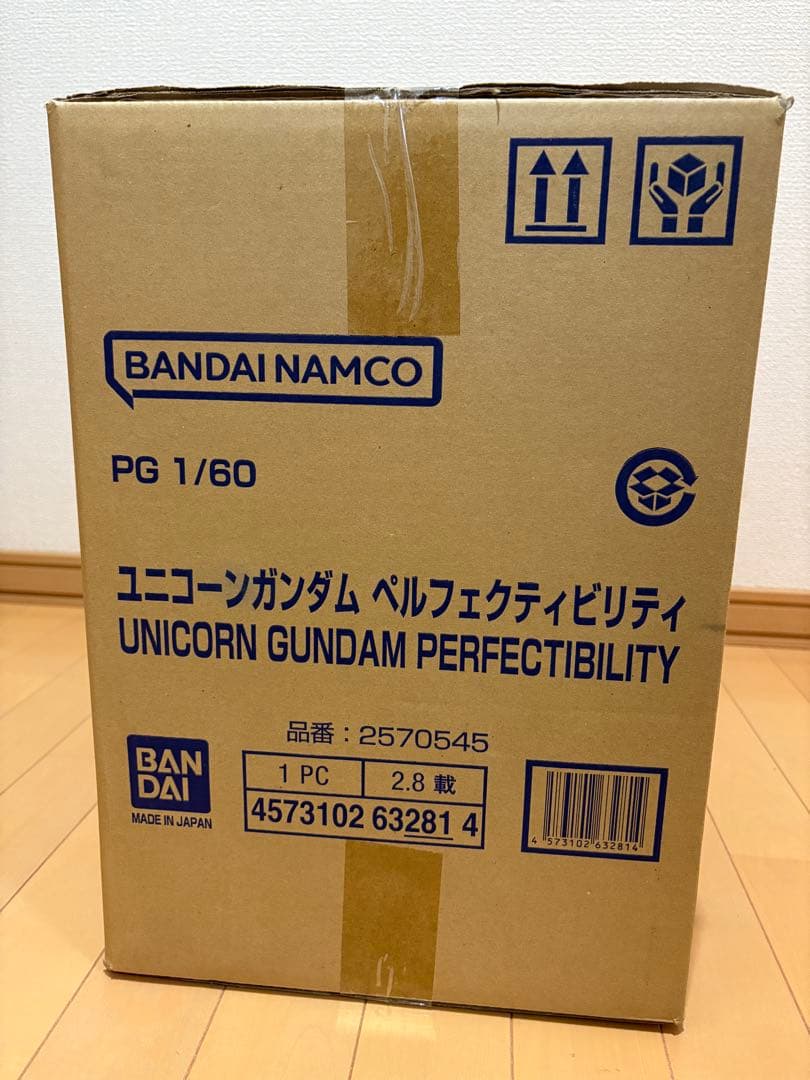 BANDAI NAMCO
PG 1/60
ユニコーンガンダム ペルフェクティビリティ
UNICORN GUNDAM PERFECTIBILITY
品番：2570545
BAN
DAI
MADE IN JAPAN
1 PC
2.8 載
4573102 63281 4
4 573102 632814